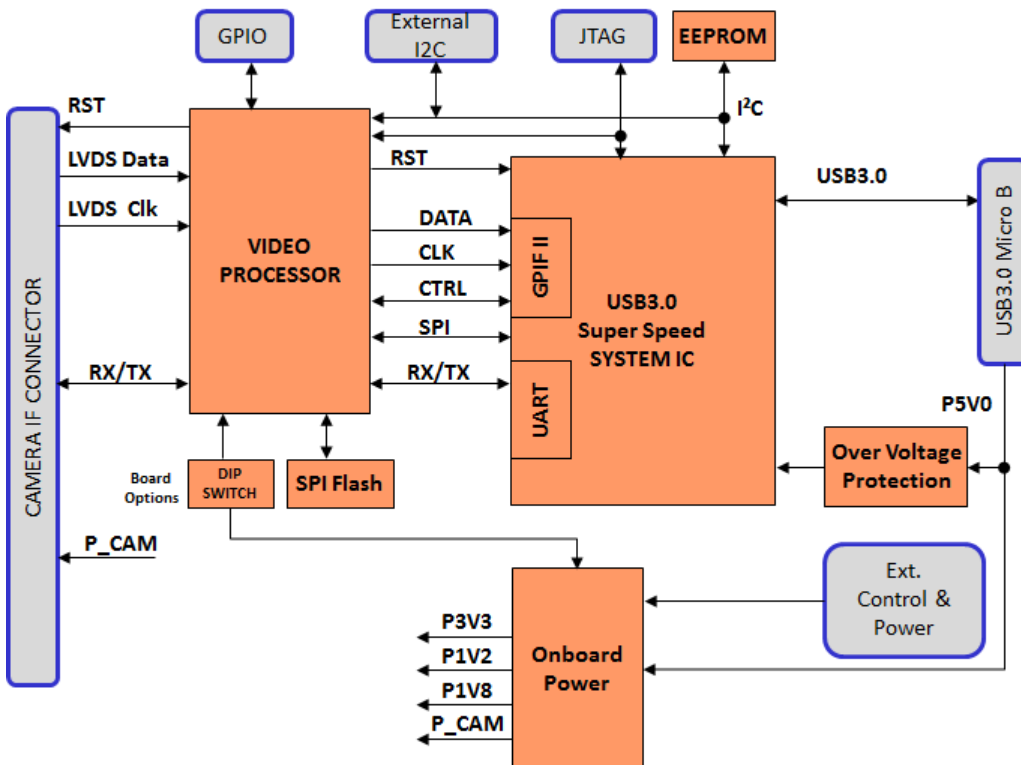 GPIO
External
I2C
JTAG
EEPROM
I²C
RST
LVDS Data
LVDS Clk
RX/TX
P_CAM
CAMERA IF CONNECTOR
VIDEO
PROCESSOR
RST
DATA
CLK
CTRL
SPI
RX/TX
GPIF II
UART
USB3.0
Super Speed
SYSTEM IC
USB3.0
USB3.0 Micro B
P5V0
Over Voltage
Protection
Board
Options
DIP
SWITCH
SPI Flash
Ext.
Control &
Power
Onboard
Power
P3V3
P1V2
P1V8
P_CAM